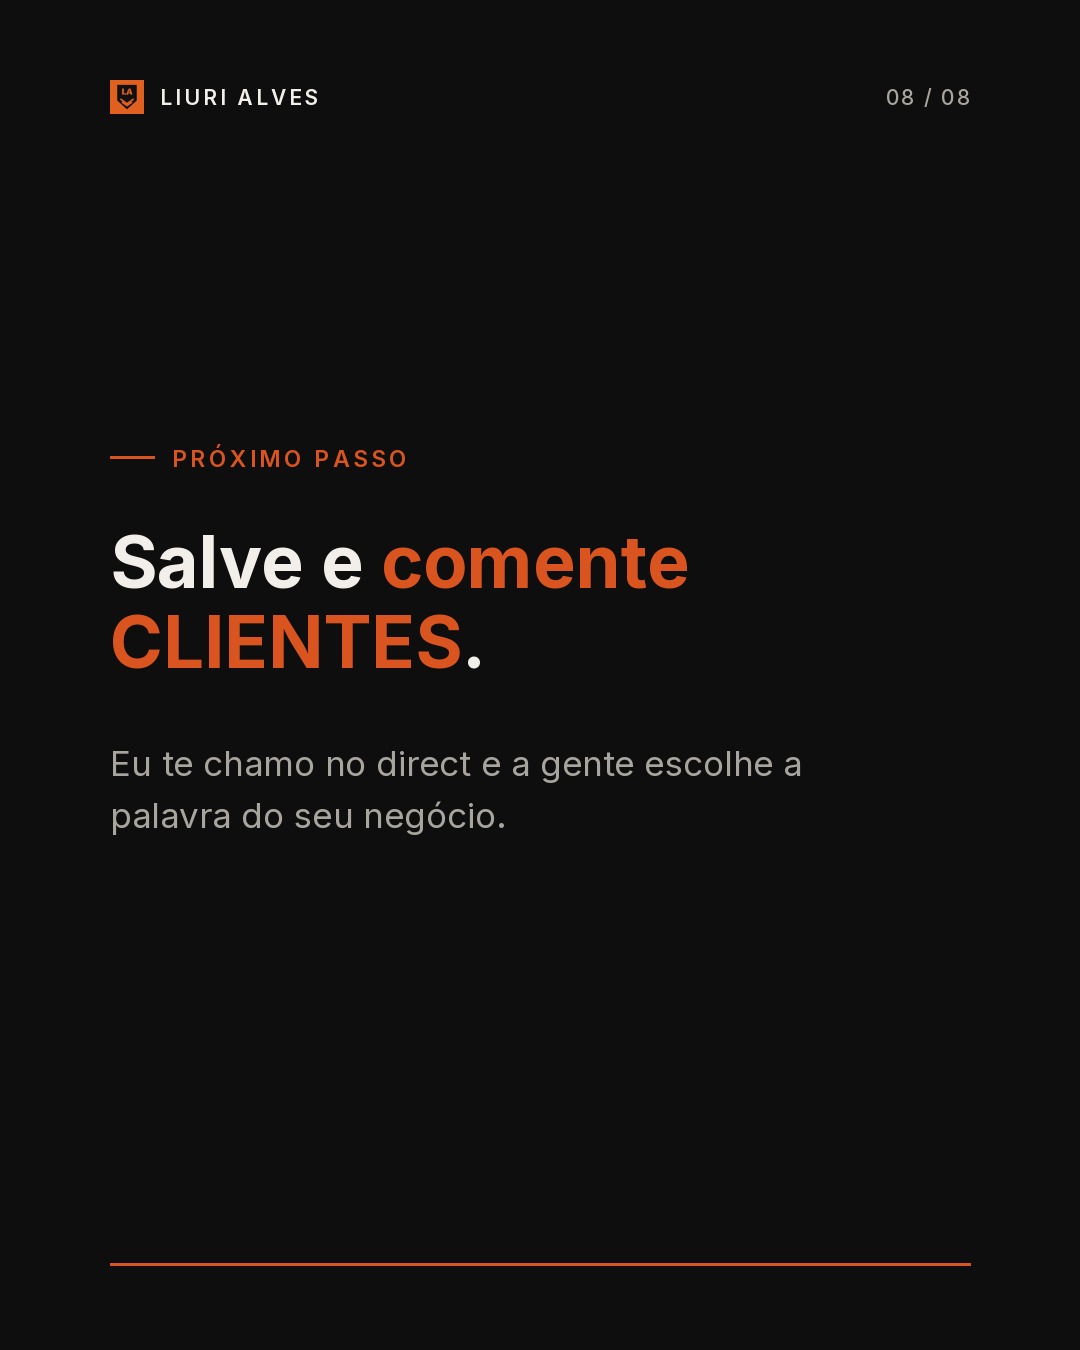 LA
LIURI ALVES
08 / 08
PRÓXIMO PASSO
Salve e comente
CLIENTES.
Eu te chamo no direct e a gente escolhe a
palavra do seu negócio.